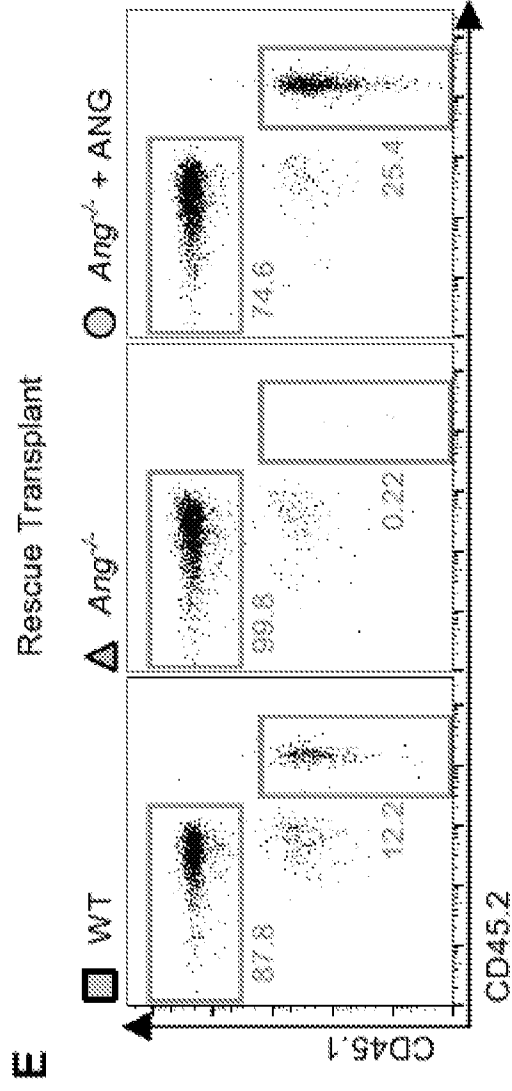 E
Rescue Transplant
WT
Ang-/-
Ang-/- + ANG
87.8
12.2
99.8
0.22
74.6
25.4
CD45.1
CD45.2